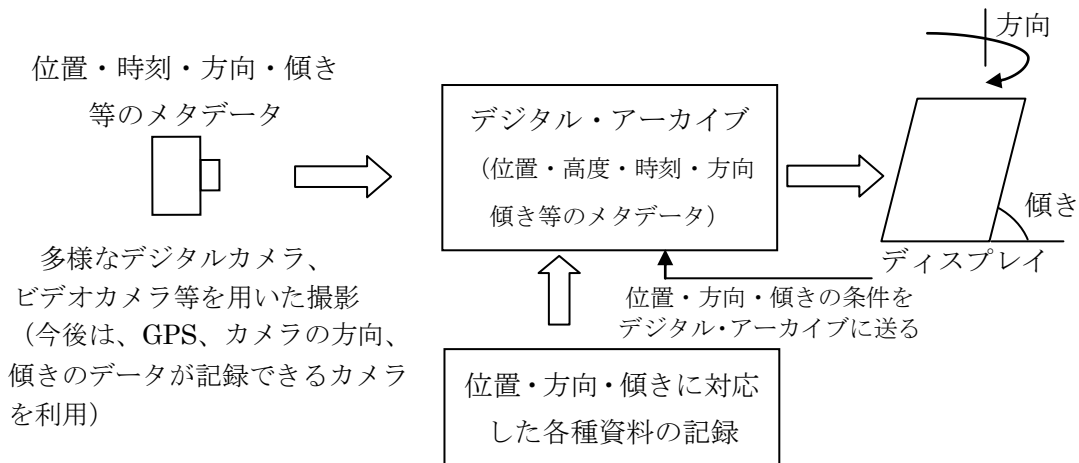 位置・時刻・方向・傾き
等のメタデータ
多様なデジタルカメラ、
ビデオカメラ等を用いた撮影
（今後は、GPS、カメラの方向、
傾きのデータが記録できるカメラ
を利用）
デジタル・アーカイブ
（位置・高度・時刻・方向
傾き等のメタデータ）
位置・方向・傾きの条件を
デジタル・アーカイブに送る
位置・方向・傾きに対応
した各種資料の記録
方向
傾き
ディスプレイ